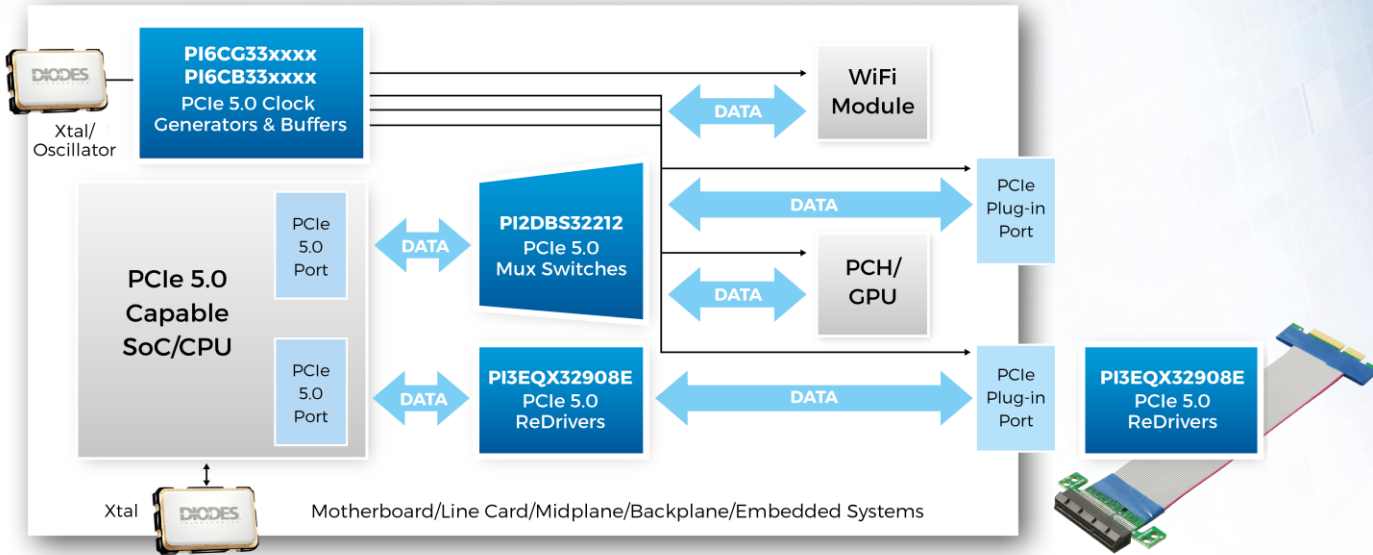 PI6CG33xxxx
PI6CB33xxxx
PCIe 5.0 Clock
Generators & Buffers
DIODES
Xtal/
Oscillator
WiFi
Module
DATA
PCIe
5.0
Port
DATA
PI2DBS32212
PCIe 5.0
Mux Switches
DATA
PCIe
Plug-in
Port
PCIe 5.0
Capable
SoC/CPU
DATA
PCH/
GPU
PCIe
5.0
Port
DATA
PI3EQX32908E
PCIe 5.0
ReDrivers
DATA
PCIe
Plug-in
Port
PI3EQX32908E
PCIe 5.0
ReDrivers
Xtal
DIODES
Motherboard/Line Card/Midplane/Backplane/Embedded Systems